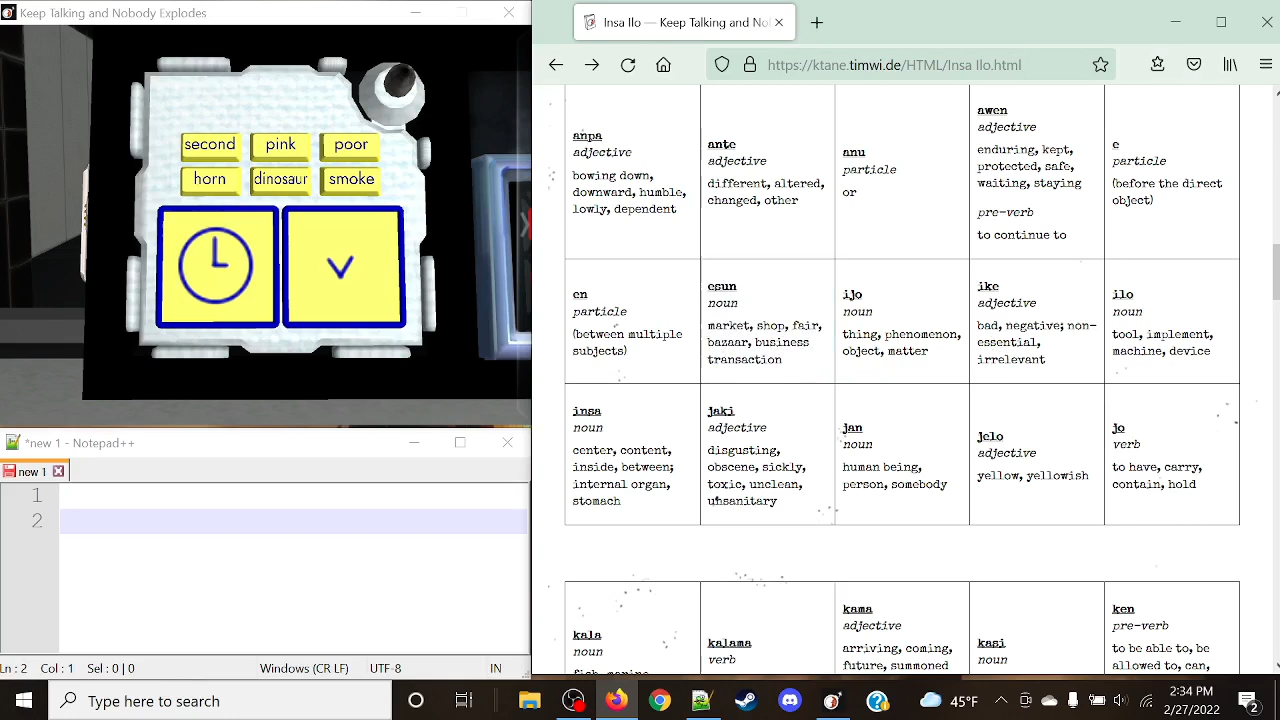 Keep Talking and Nobody Explodes
second pink poor
horn dinosaur smoke
*new 1 - Notepad++
new 1
1
2
Ln : 2 Col : 1 Sel : 0 | 0 Windows (CR LF) UTF-8 IN
Insa Ilo — Keep Talking and Nob
https://ktane.timwi.de/HTML/Insa Ilo.html
anpa
adjective
bowing down,
downward, humble,
lowly, dependent
ante
adjective
different, altered,
changed, other
anu
particle
or
awen
adjective
enduring, kept,
protected, safe,
waiting, staying
pre-verb
to continue to
e
particle
(before the direct
object)
en
particle
(between multiple
subjects)
esun
noun
market, shop, fair,
bazaar, business
transaction
ijo
noun
thing, phenomenon,
object, matter
ike
adjective
bad, negative; non-
essential,
irrelevant
ilo
noun
tool, implement,
machine, device
insa
noun
center, content,
inside, between;
internal organ,
stomach
jaki
adjective
disgusting,
obscene, sickly,
toxic, unclean,
unsanitary
jan
noun
human being,
person, somebody
jelo
adjective
yellow, yellowish
jo
verb
to have, carry,
contain, hold
kala
noun
kalama
verb
kama
adjective
arriving, coming,
future, summoned
kasi
noun
ken
pre-verb
to be able to, be
allowed to, can,
Type here to search
45°F
2:34 PM
2/27/2022
2